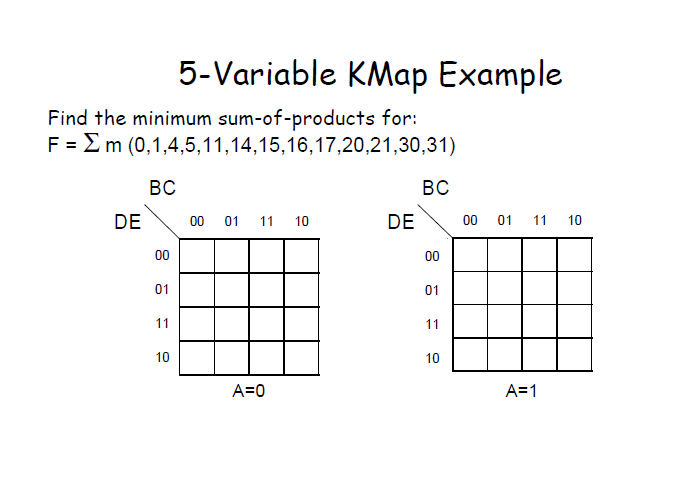 5-Variable KMap Example
Find the minimum sum-of-products for:
F = Σ m (0,1,4,5,11,14,15,16,17,20,21,30,31)
BC BC
DE 00 01 11 10 DE 00 01 11 10
00 00
01 01
11 11
10 10
A=0 A=1